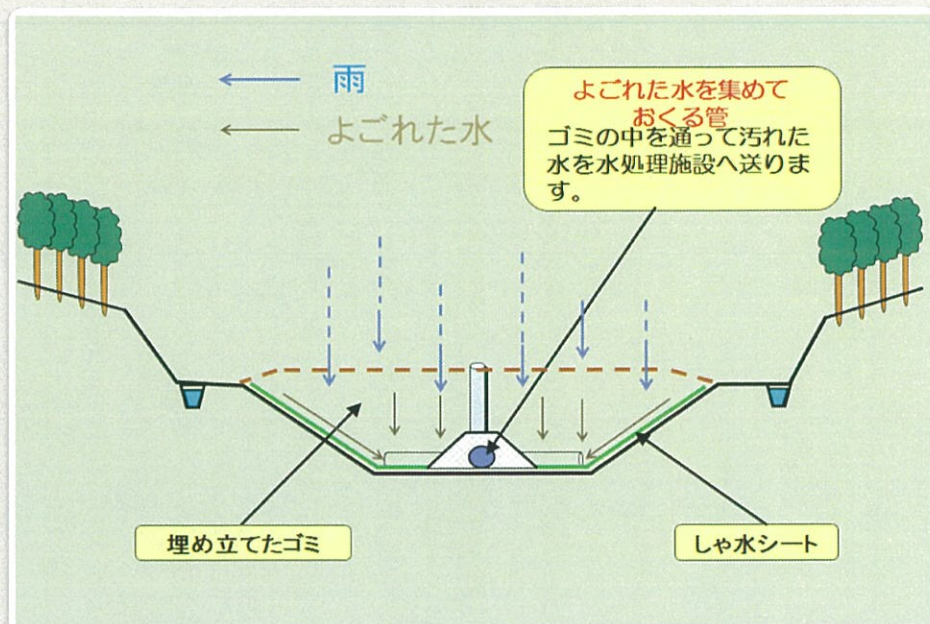 雨
よごれた水
よごれた水を集めて
おくる管
ゴミの中を通って汚れた
水を水処理施設へ送りま
す。
埋め立てたゴミ
しゃ水シート